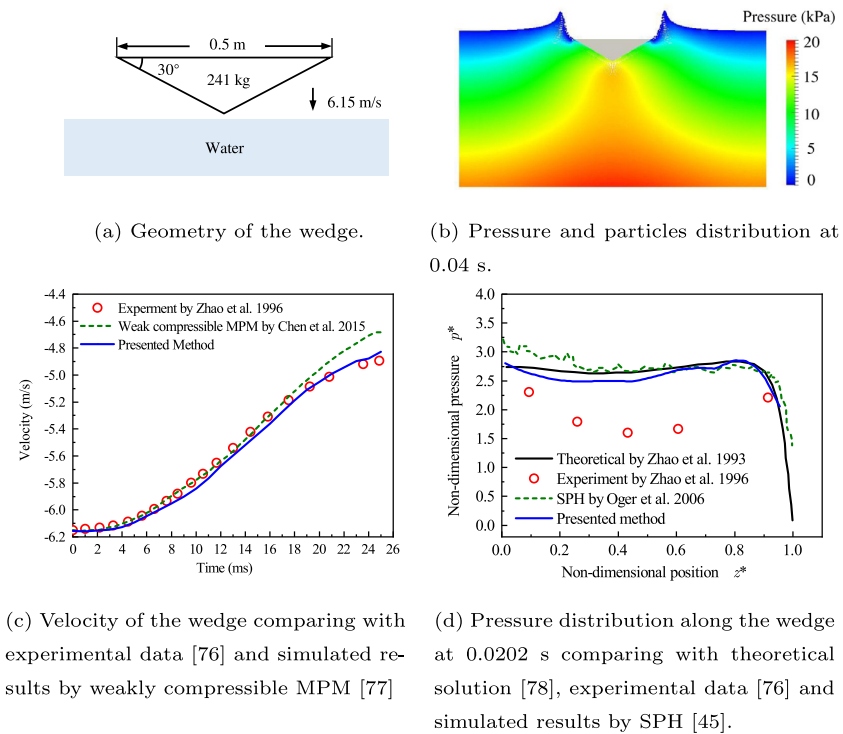 0.5 m
30°
241 kg
6.15 m/s
Water
(a) Geometry of the wedge.
Pressure (kPa)
20
15
10
5
0
(b) Pressure and particles distribution at
0.04 s.
-4.4
-4.6
-4.8
-5.0
-5.2
-5.4
-5.6
-5.8
-6.0
-6.2
Velocity (m/s)
Experment by Zhao et al. 1996
Weak compressible MPM by Chen et al. 2015
Presented Method
0 2 4 6 8 10 12 14 16 18 20 22 24 26
Time (ms)
(c) Velocity of the wedge comparing with
experimental data [76] and simulated re-
sults by weakly compressible MPM [77]
4.0
3.5
3.0
2.5
2.0
1.5
1.0
0.5
0.0
Non-dimensional pressure p*
Theoretical by Zhao et al. 1993
Experiment by Zhao et al. 1996
SPH by Oger et al. 2006
Presented method
0.0 0.2 0.4 0.6 0.8 1.0
Non-dimensional position z*
(d) Pressure distribution along the wedge
at 0.0202 s comparing with theoretical
solution [78], experimental data [76] and
simulated results by SPH [45].